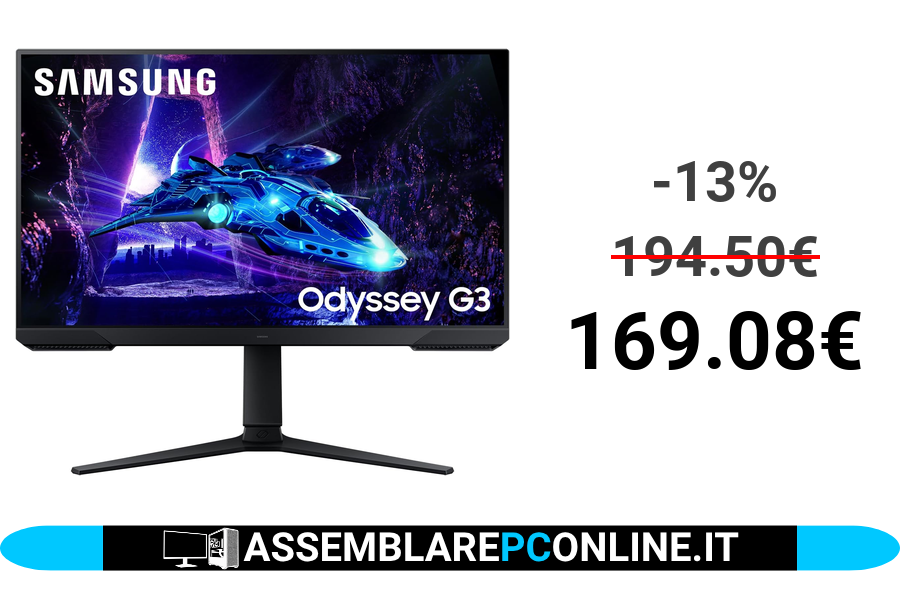 SAMSUNG
Odyssey G3
-13%
194.50€
169.08€
ASSEMBLAREPCONLINE.IT